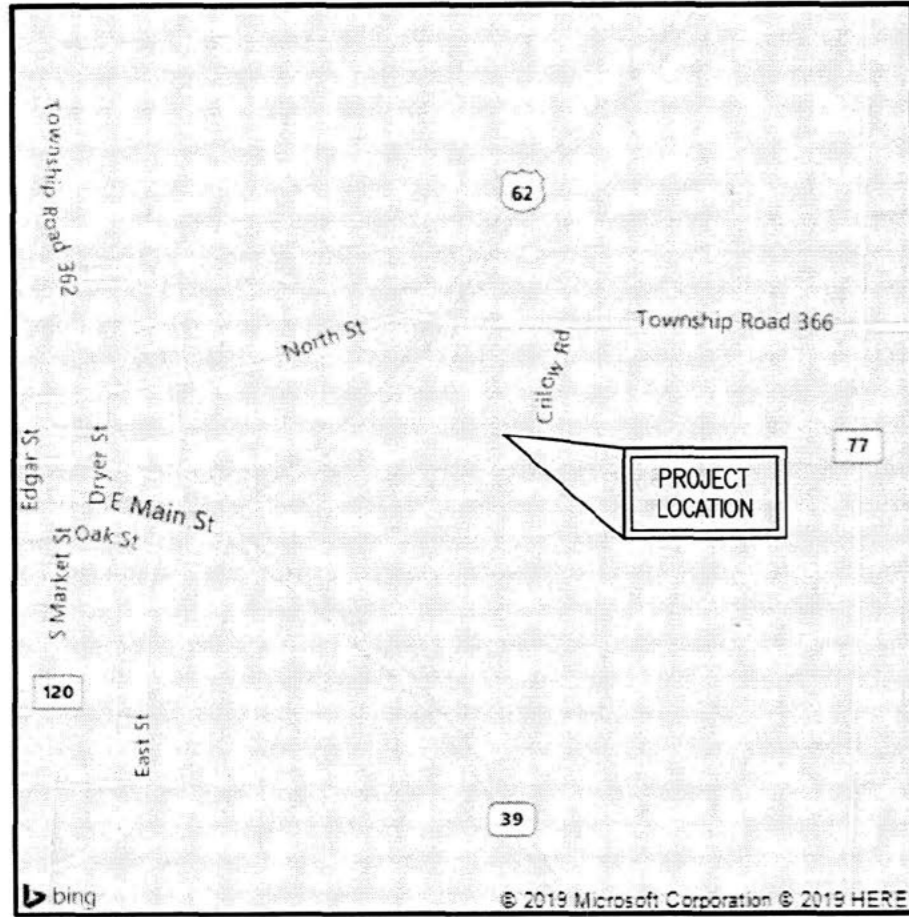 Township Road 362
62
North St
Crilow Rd
Township Road 366
Edgar St
Dryer St
77
PROJECT
LOCATION
E Main St
Oak St
S Market St
120
East St
39
bing
© 2019 Microsoft Corporation © 2019 HERE